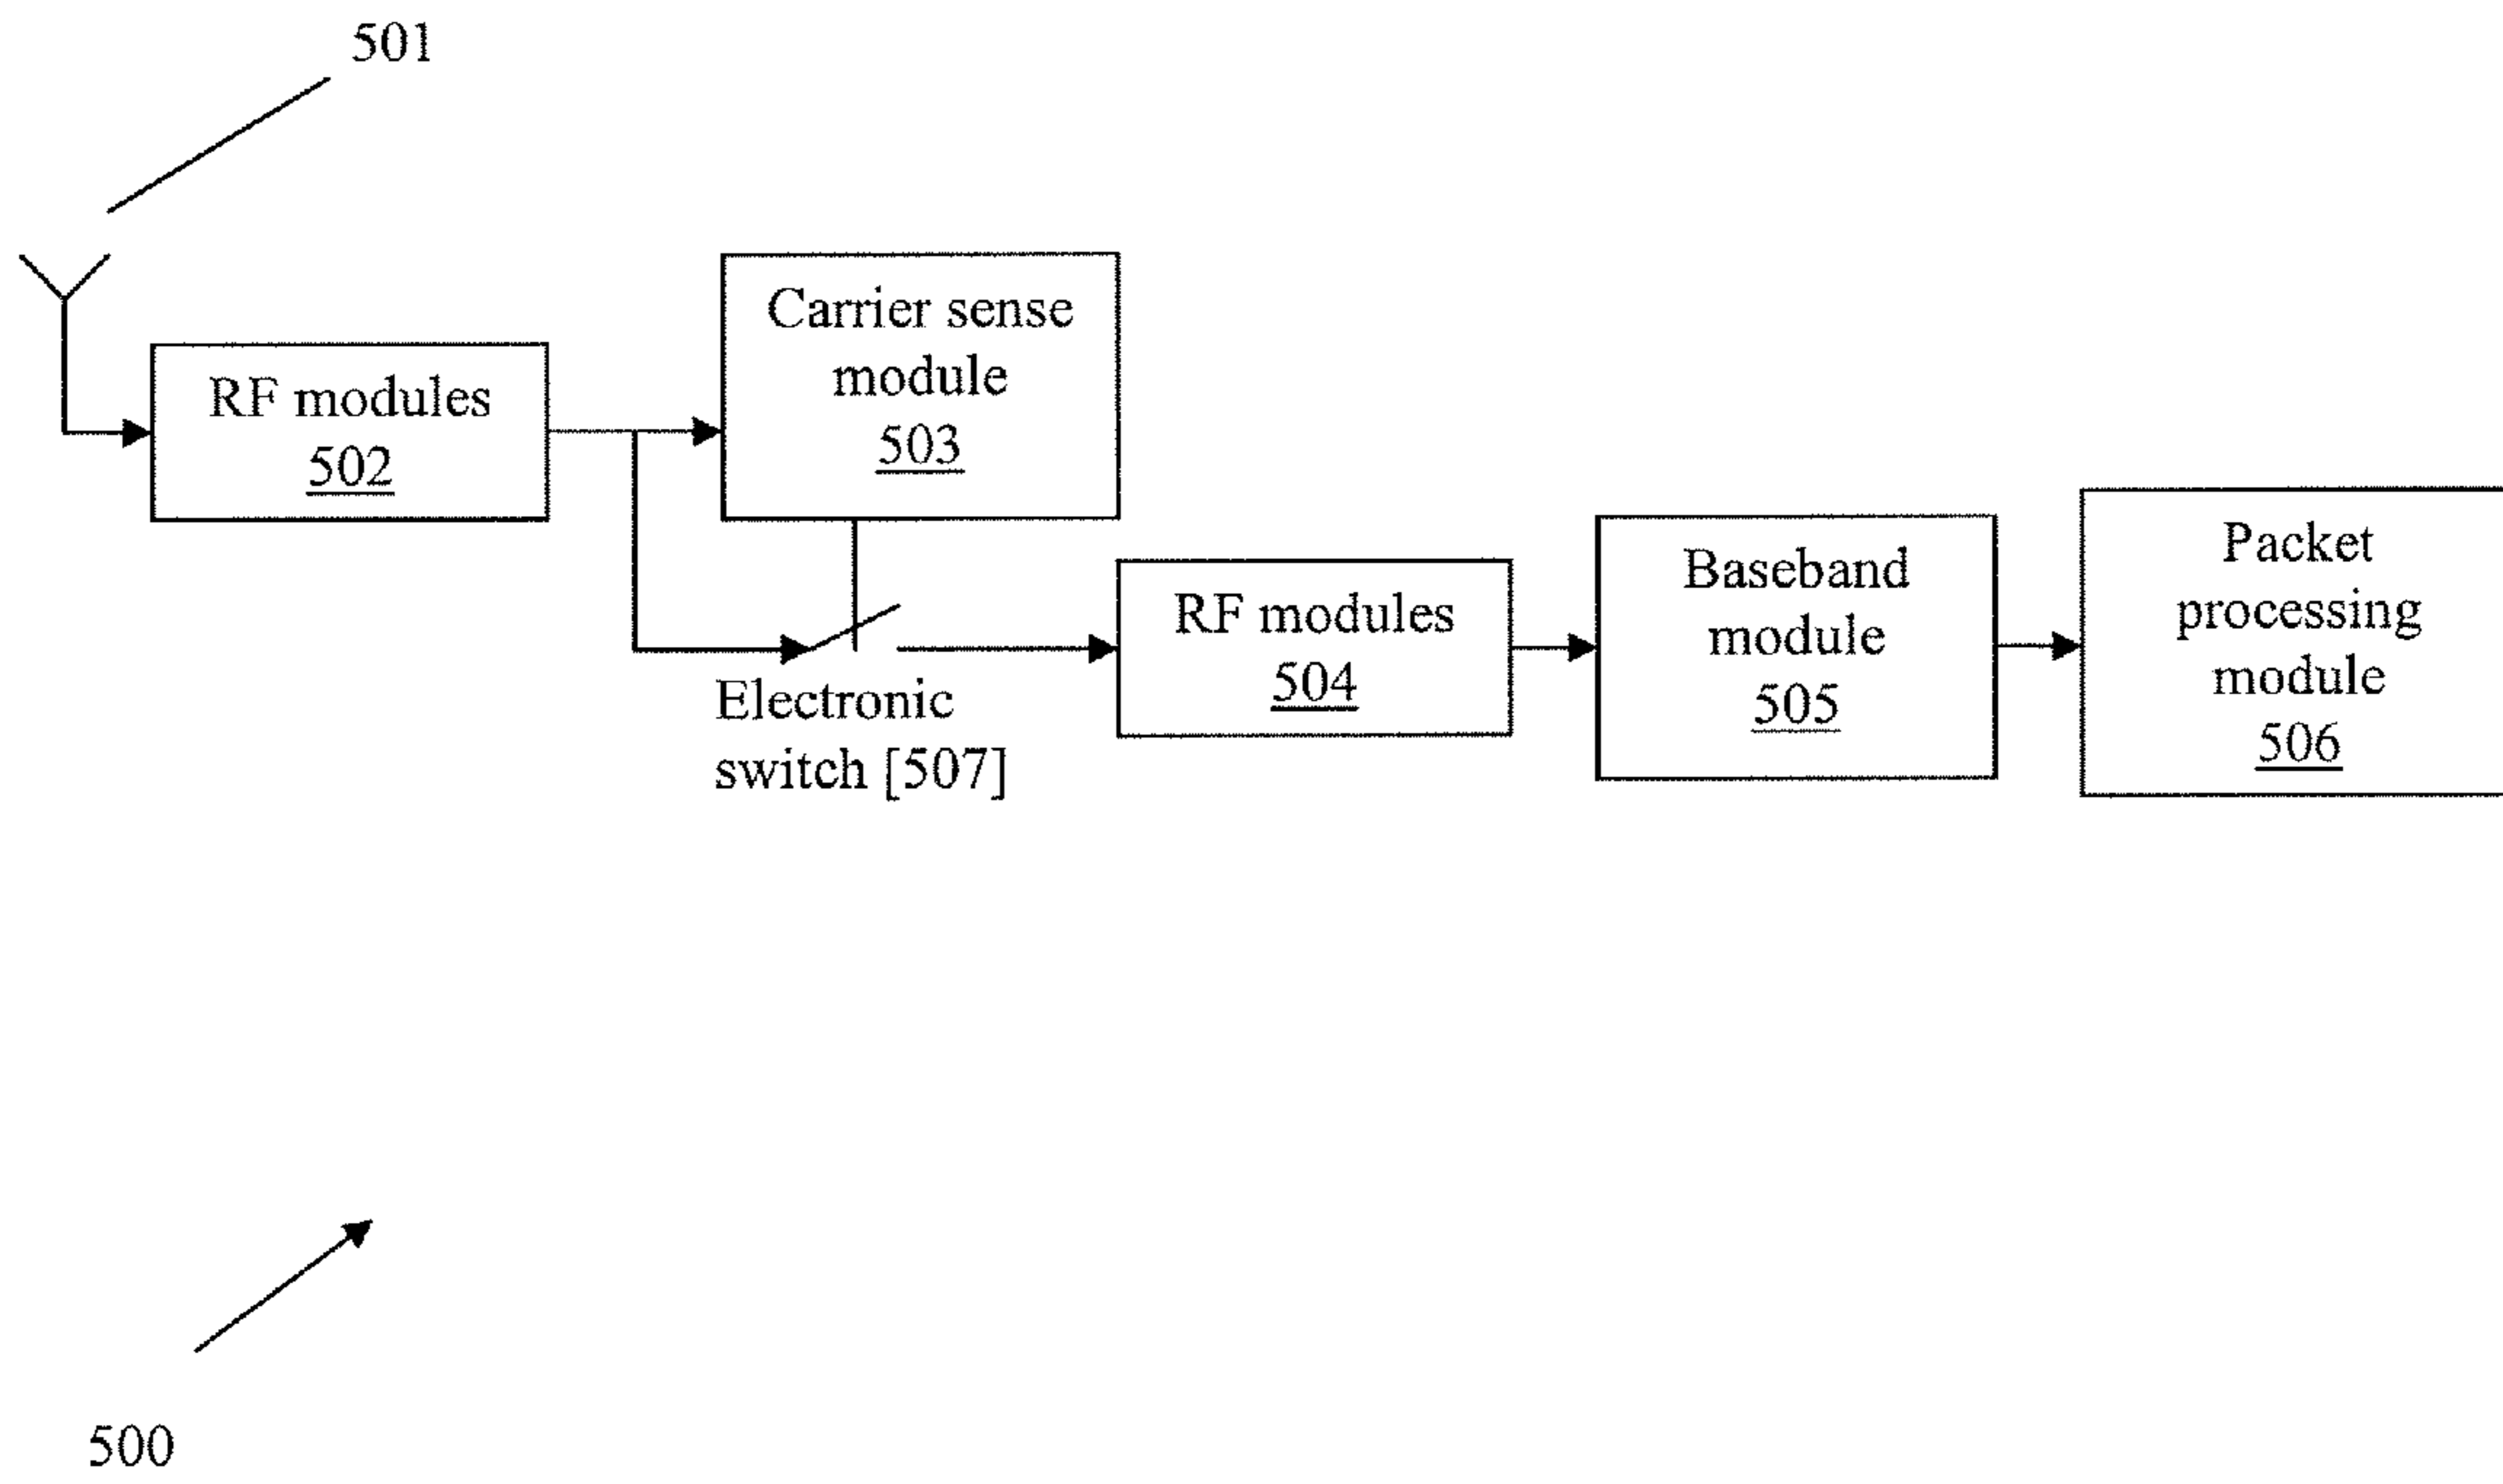 501
RF modules
502
Carrier sense
module
503
Electronic
switch [507]
RF modules
504
Baseband
module
505
Packet
processing
module
506
500